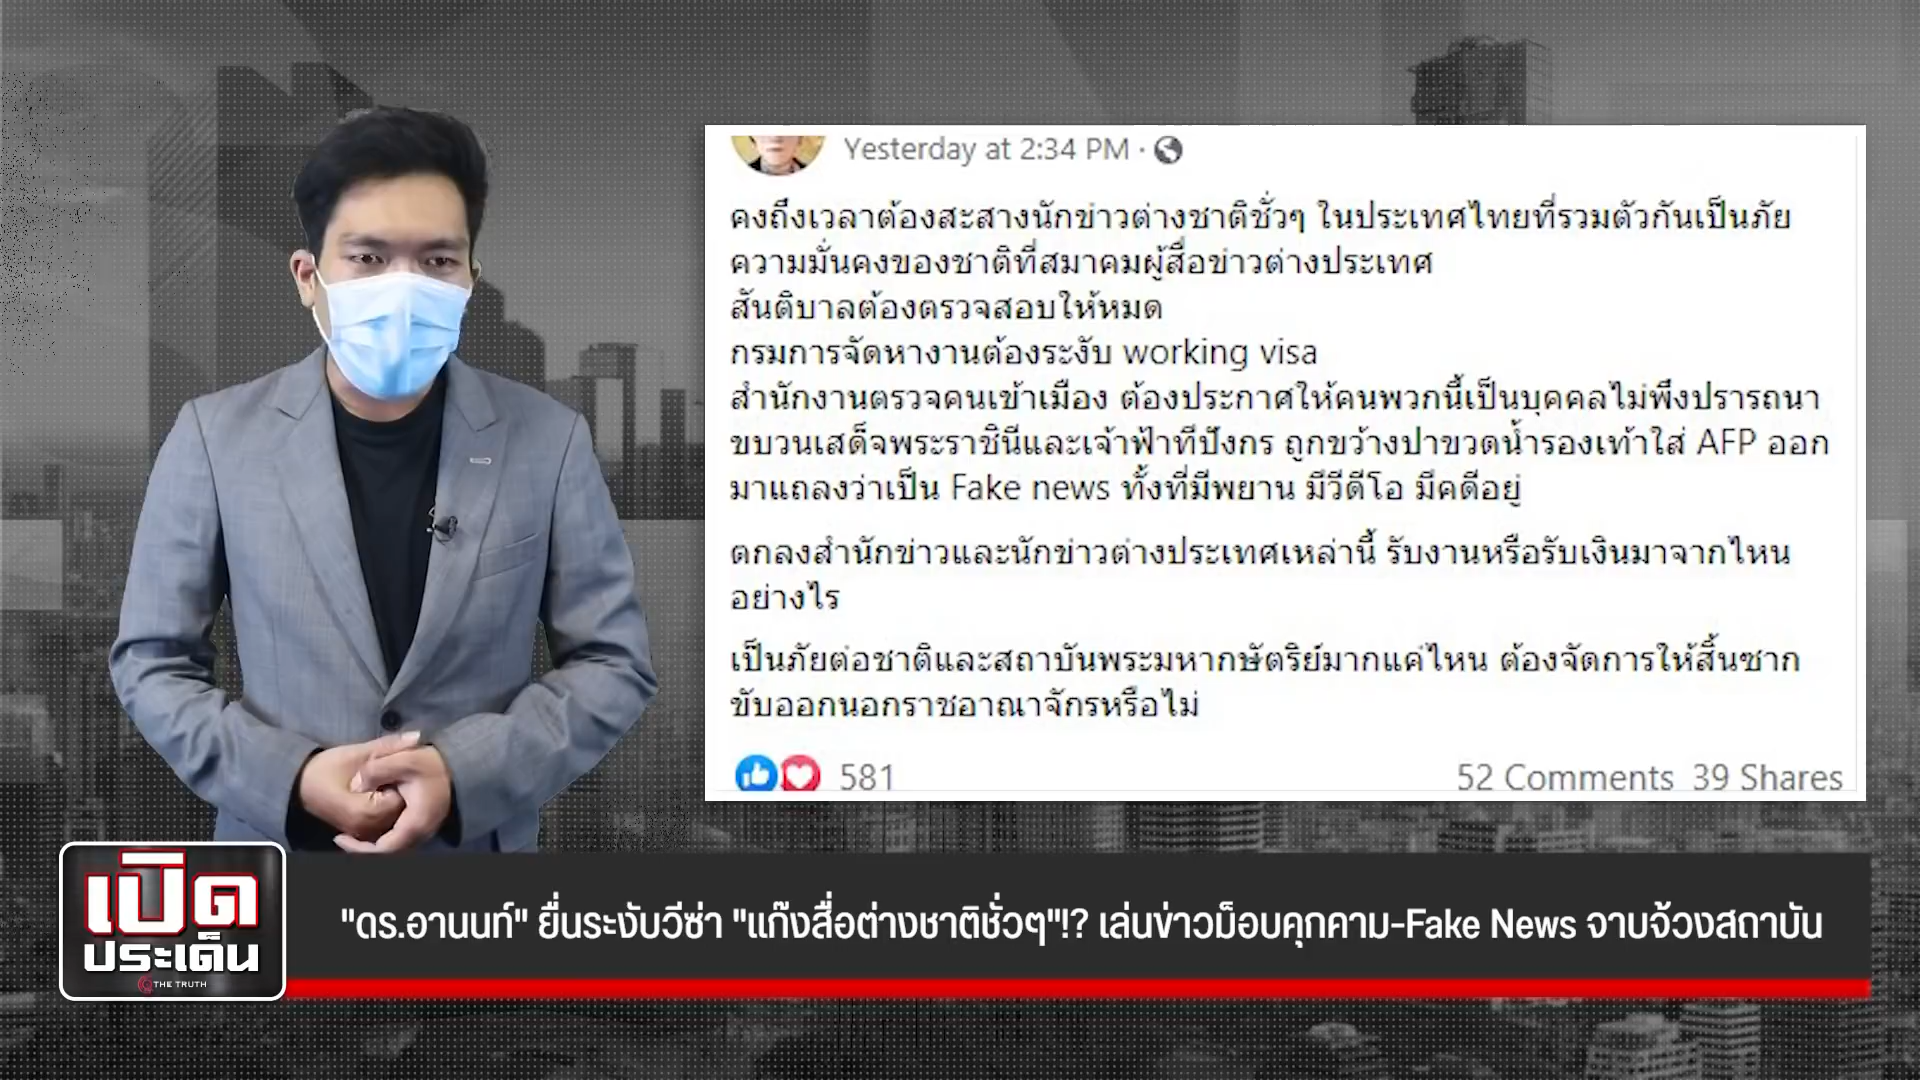 Yesterday at 2:34 PM ·
คงถึงเวลาต้องสะสางนักข่าวต่างชาติชั่วๆ ในประเทศไทยที่รวมตัวกันเป็นภัย
ความมั่นคงของชาติที่สมาคมผู้สื่อข่าวต่างประเทศ
สันติบาลต้องตรวจสอบให้หมด
กรมการจัดหางานต้องระงับ working visa
สำนักงานตรวจคนเข้าเมือง ต้องประกาศให้คนพวกนี้เป็นบุคคลไม่พึงปรารถนา
ขบวนเสด็จพระราชินีและเจ้าฟ้าทีปังกร ถูกขว้างปาขวดน้ำรองเท้าใส่ AFP ออก
มาแถลงว่าเป็น Fake news ทั้งที่มีพยาน มีวีดีโอ มีคดีอยู่
ตกลงสำนักข่าวและนักข่าวต่างประเทศเหล่านี้ รับงานหรือรับเงินมาจากไหน
อย่างไร
เป็นภัยต่อชาติและสถาบันพระมหากษัตริย์มากแค่ไหน ต้องจัดการให้สิ้นซาก
ขับออกนอกราชอาณาจักรหรือไม่
581
52 Comments 39 Shares
เปิด
ประเด็น
THE TRUTH
"ดร.อานนท์" ยื่นระงับวีซ่า "แก๊งสื่อต่างชาติชั่วๆ"!? เล่นข่าวม็อบคุกคาม-Fake News จาบจ้วงสถาบัน